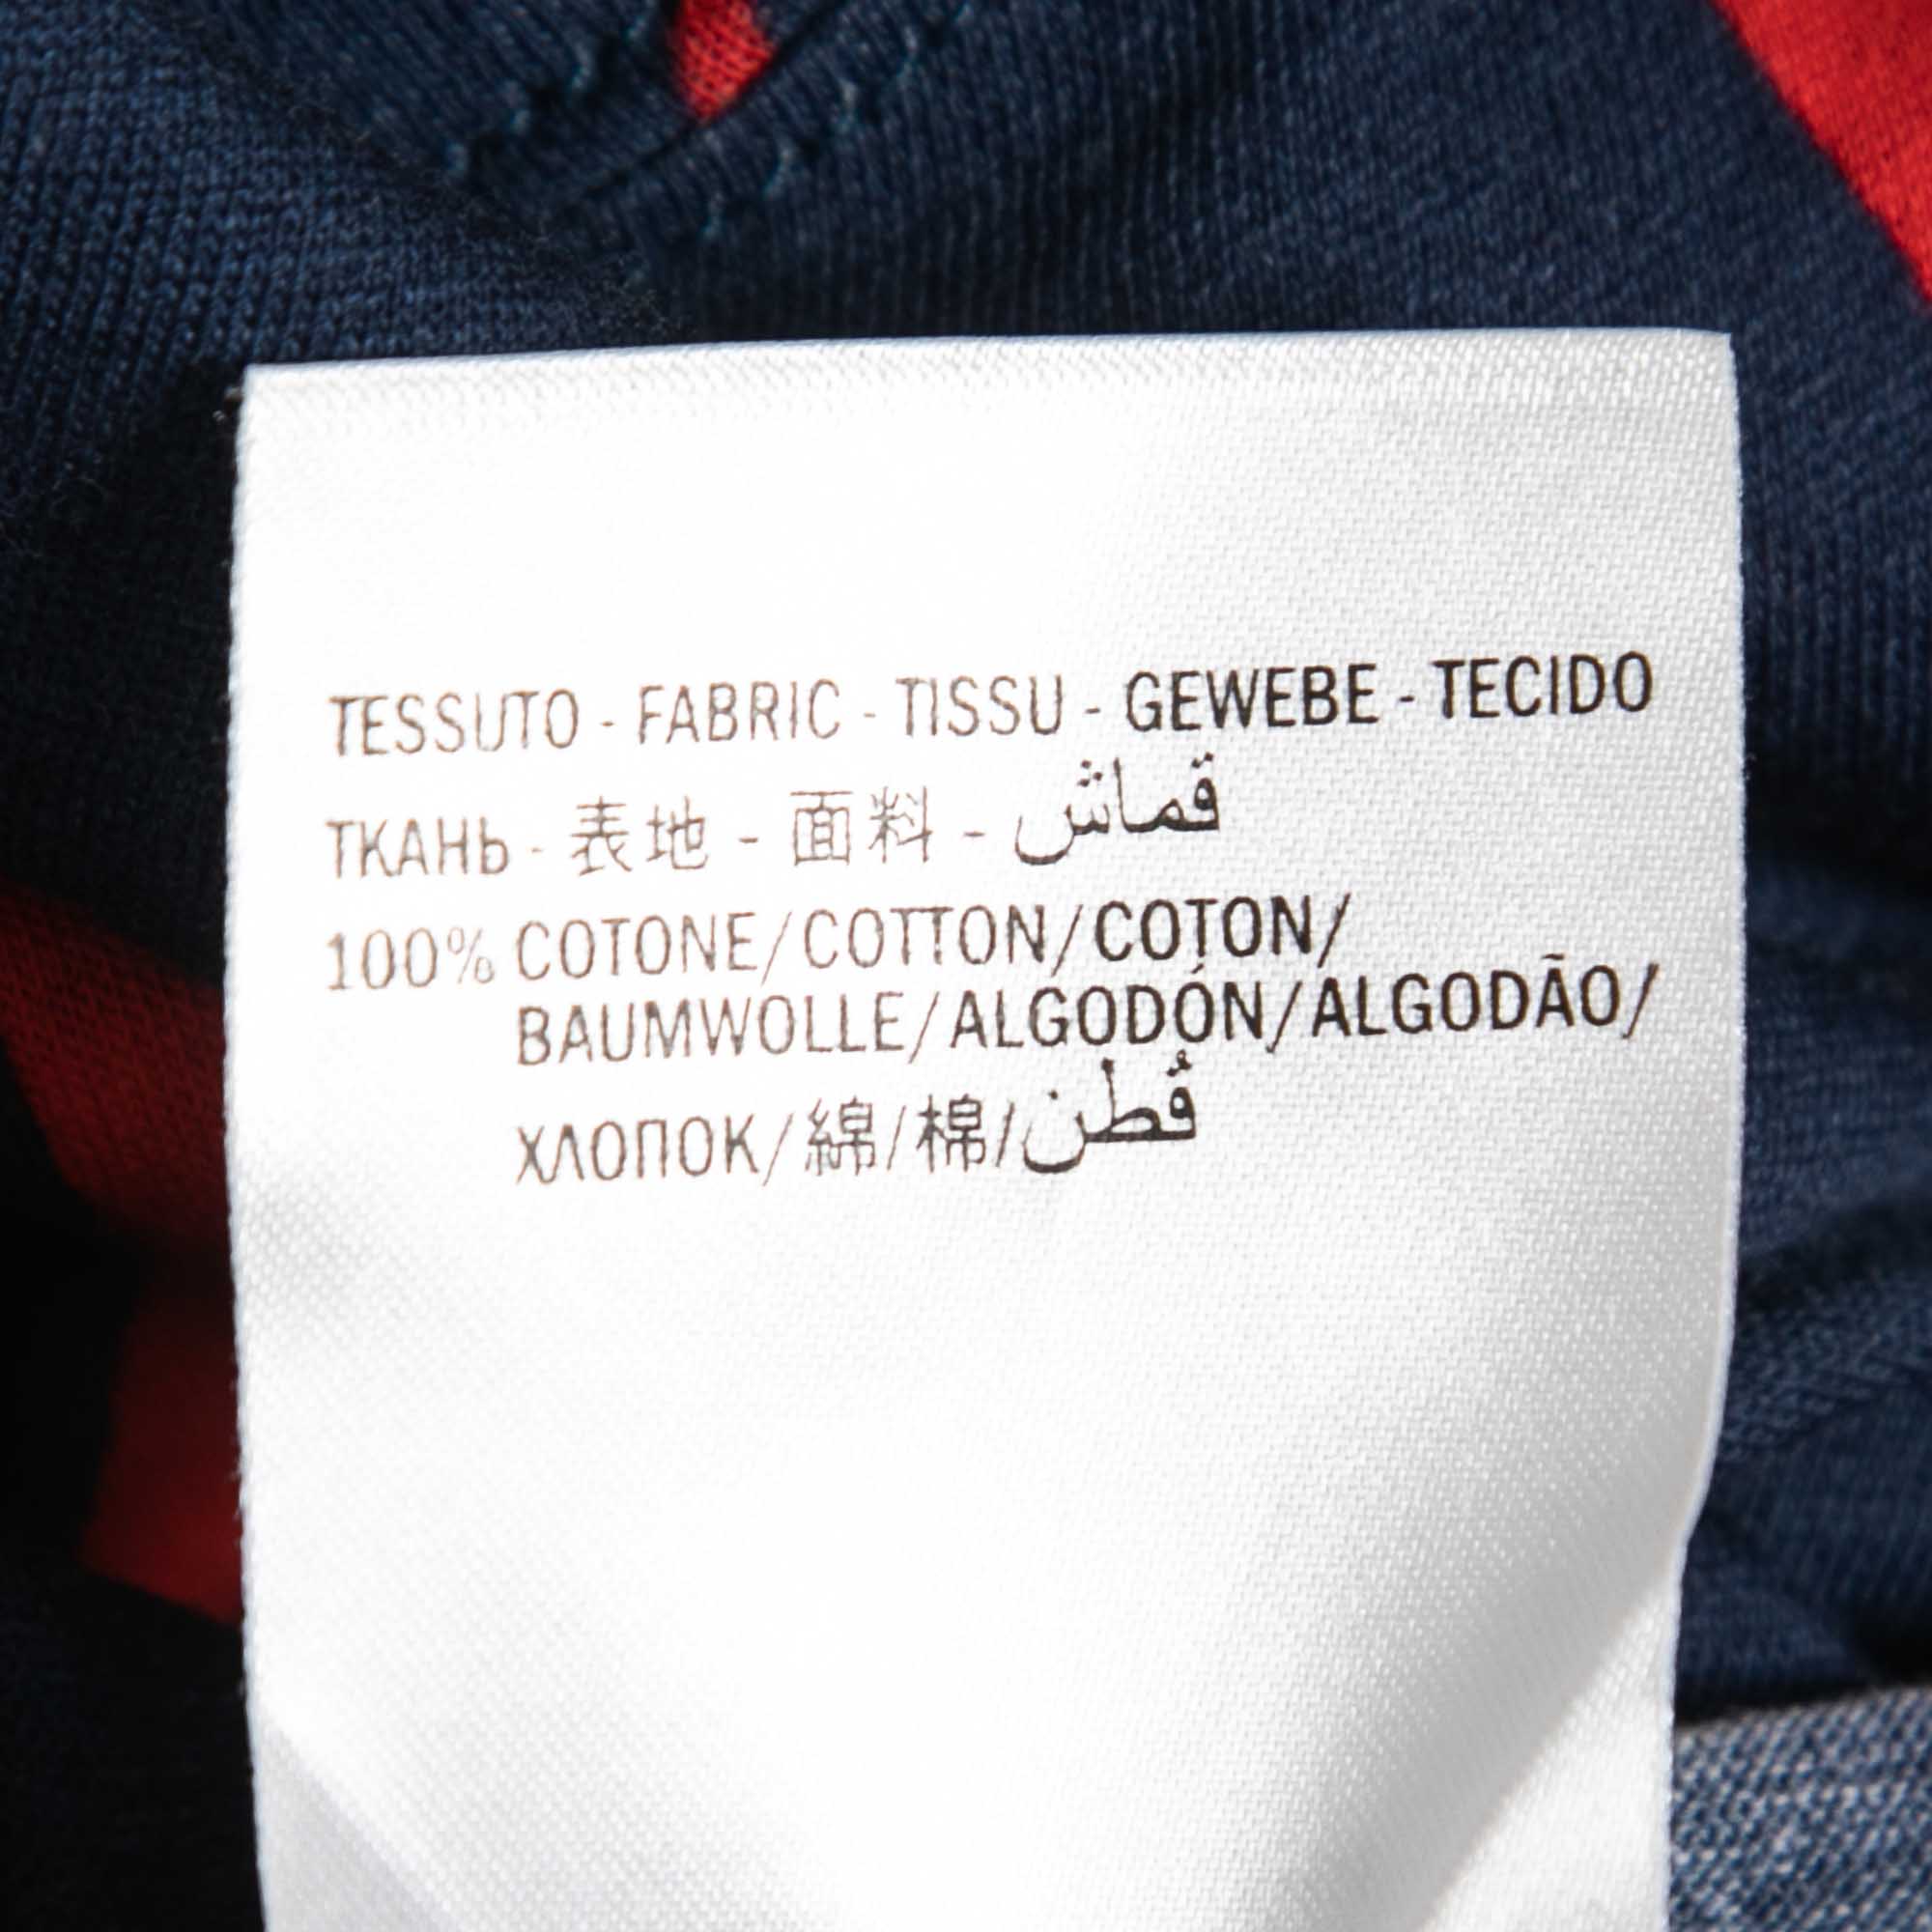 TESSUTO - FABRIC - TISSU - GEWEBE - TECIDO
ТКАНЬ - 表地 - 面料 - قماش
100% COTONE/COTTON/COTON/
BAUMWOLLE/ALGODÓN/ALGODÃO/
ХЛОПОК/綿/棉/قُطن